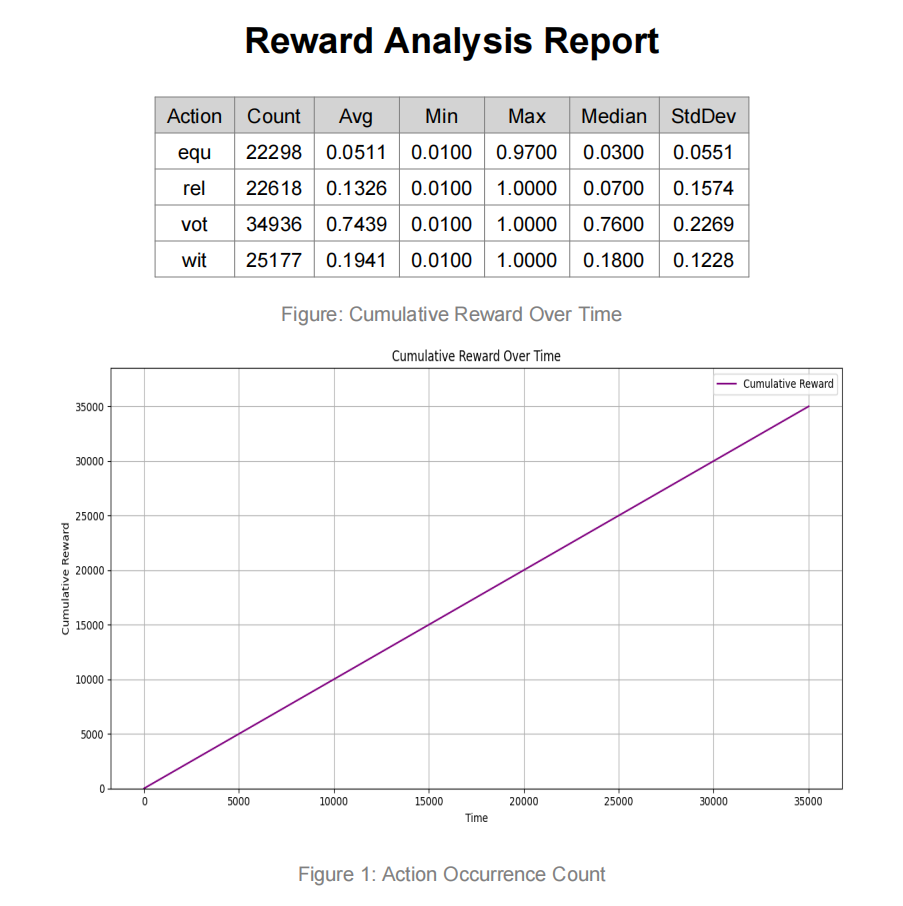 Reward Analysis Report
Action Count Avg Min Max Median StdDev
equ 22298 0.0511 0.0100 0.9700 0.0300 0.0551
rel 22618 0.1326 0.0100 1.0000 0.0700 0.1574
vot 34936 0.7439 0.0100 1.0000 0.7600 0.2269
wit 25177 0.1941 0.0100 1.0000 0.1800 0.1228
Figure: Cumulative Reward Over Time
Cumulative Reward Over Time
Cumulative Reward
35000
30000
25000
20000
15000
10000
5000
0
Cumulative Reward
0 5000 10000 15000 20000 25000 30000 35000
Time
Figure 1: Action Occurrence Count